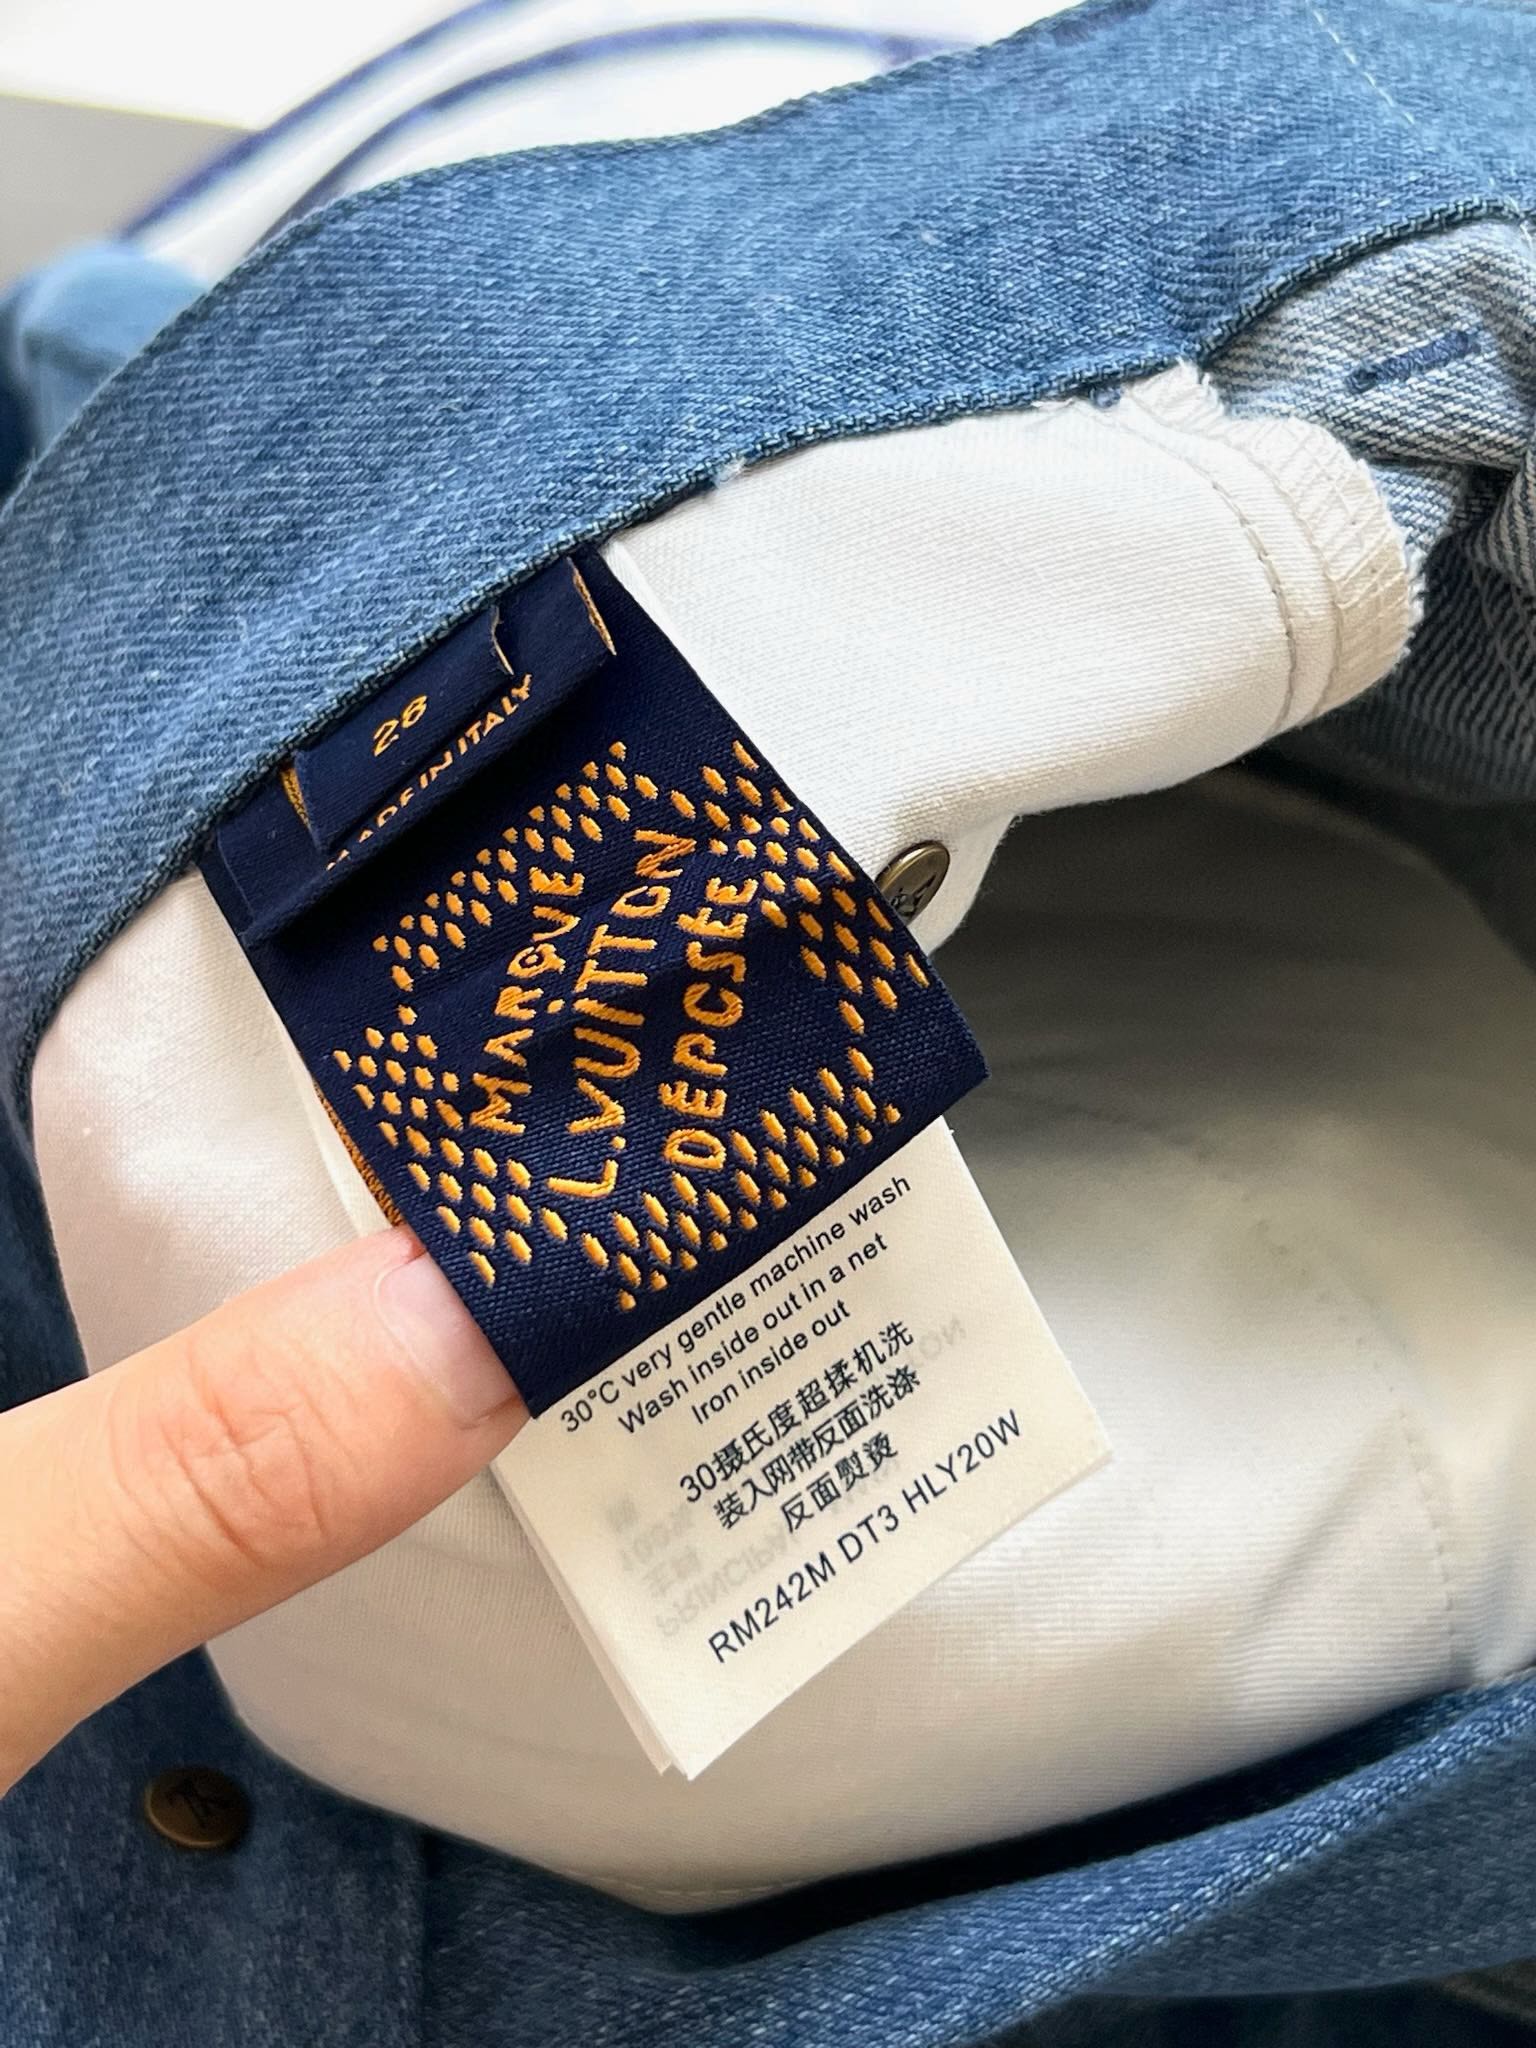 28
MADE IN ITALY
MARQUE
L.VUITTON
DEPOSEE
30°C very gentle machine wash
Wash inside out in a net
Iron inside out
30摄氏度超揉机洗
装入网带反面洗涤
反面熨烫
RM242M DT3 HLY20W